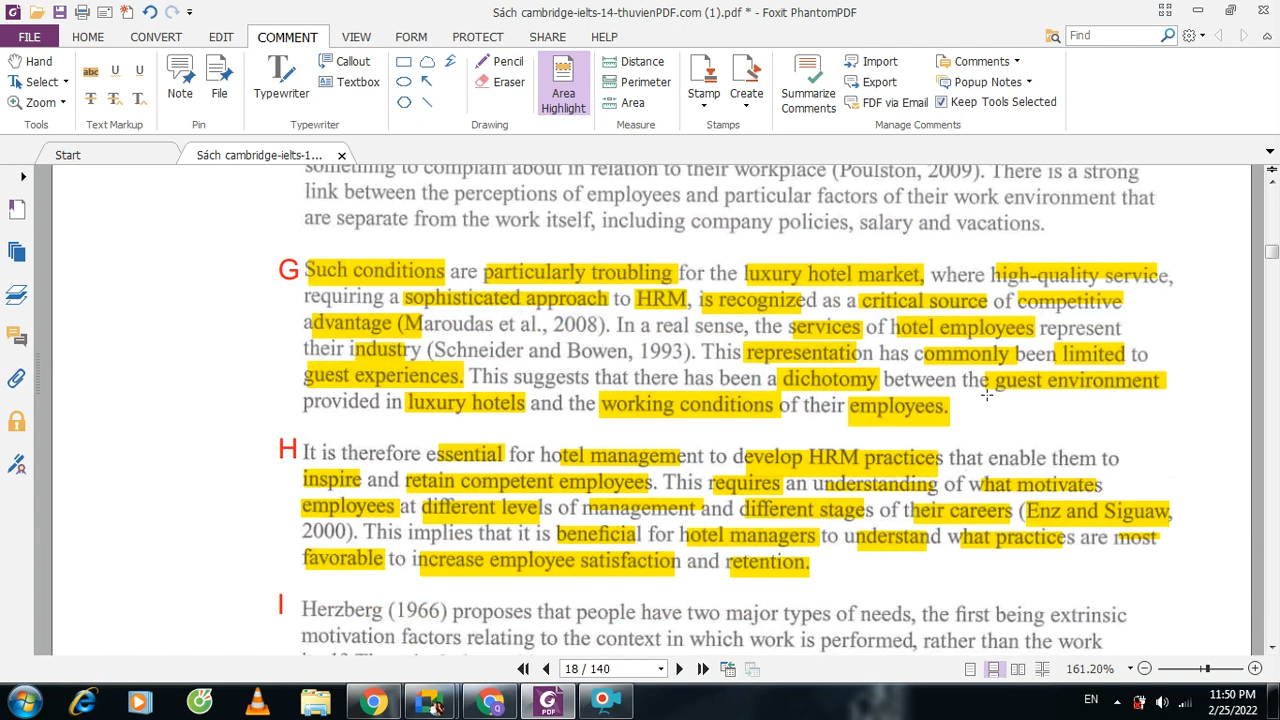 Sách cambridge-ielts-14-thuvienPDF.com (1).pdf * - Foxit PhantomPDF
FILE HOME CONVERT EDIT COMMENT VIEW FORM PROTECT SHARE HELP Find
Hand Callout Pencil Distance Import Comments
Select Textbox Eraser Perimeter Export Popup Notes
Zoom Note File Typewriter Area Highlight Area Stamp Create Summarize Comments FDF via Email Keep Tools Selected
Tools Text Markup Pin Typewriter Drawing Measure Stamps Manage Comments
Start Sách cambridge-ielts-1...
something to complain about in relation to their workplace (Poulston, 2009). There is a strong
link between the perceptions of employees and particular factors of their work environment that
are separate from the work itself, including company policies, salary and vacations.
G Such conditions are particularly troubling for the luxury hotel market, where high-quality service,
requiring a sophisticated approach to HRM, is recognized as a critical source of competitive
advantage (Maroudas et al., 2008). In a real sense, the services of hotel employees represent
their industry (Schneider and Bowen, 1993). This representation has commonly been limited to
guest experiences. This suggests that there has been a dichotomy between the guest environment
provided in luxury hotels and the working conditions of their employees.
H It is therefore essential for hotel management to develop HRM practices that enable them to
inspire and retain competent employees. This requires an understanding of what motivates
employees at different levels of management and different stages of their careers (Enz and Siguaw,
2000). This implies that it is beneficial for hotel managers to understand what practices are most
favorable to increase employee satisfaction and retention.
I Herzberg (1966) proposes that people have two major types of needs, the first being extrinsic
motivation factors relating to the context in which work is performed, rather than the work
18 / 140 161.20%
EN 11:50 PM
2/25/2022